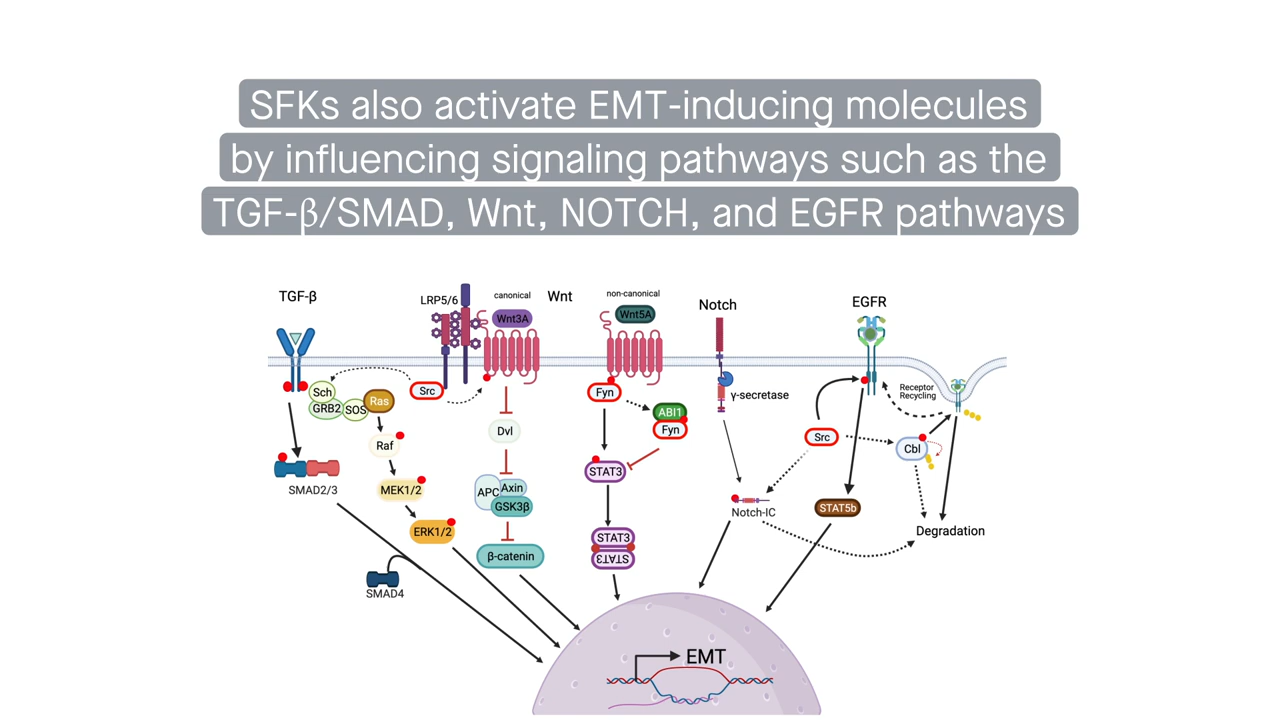 SFKs also activate EMT-inducing molecules
by influencing signaling pathways such as the
TGF-β/SMAD, Wnt, NOTCH, and EGFR pathways
TGF-β
LRP5/6
canonical
Wnt
non-canonical
Notch
EGFR
Wnt3A
Wnt5A
Sch
GRB2
SOS
Ras
Src
Fyn
ABI1
Fyn
γ-secretase
Receptor
Recycling
Raf
Dvl
Src
Cbl
SMAD2/3
MEK1/2
APC
Axin
GSK3β
STAT3
Notch-IC
STAT5b
ERK1/2
β-catenin
STAT3
STAT3
Degradation
SMAD4
EMT